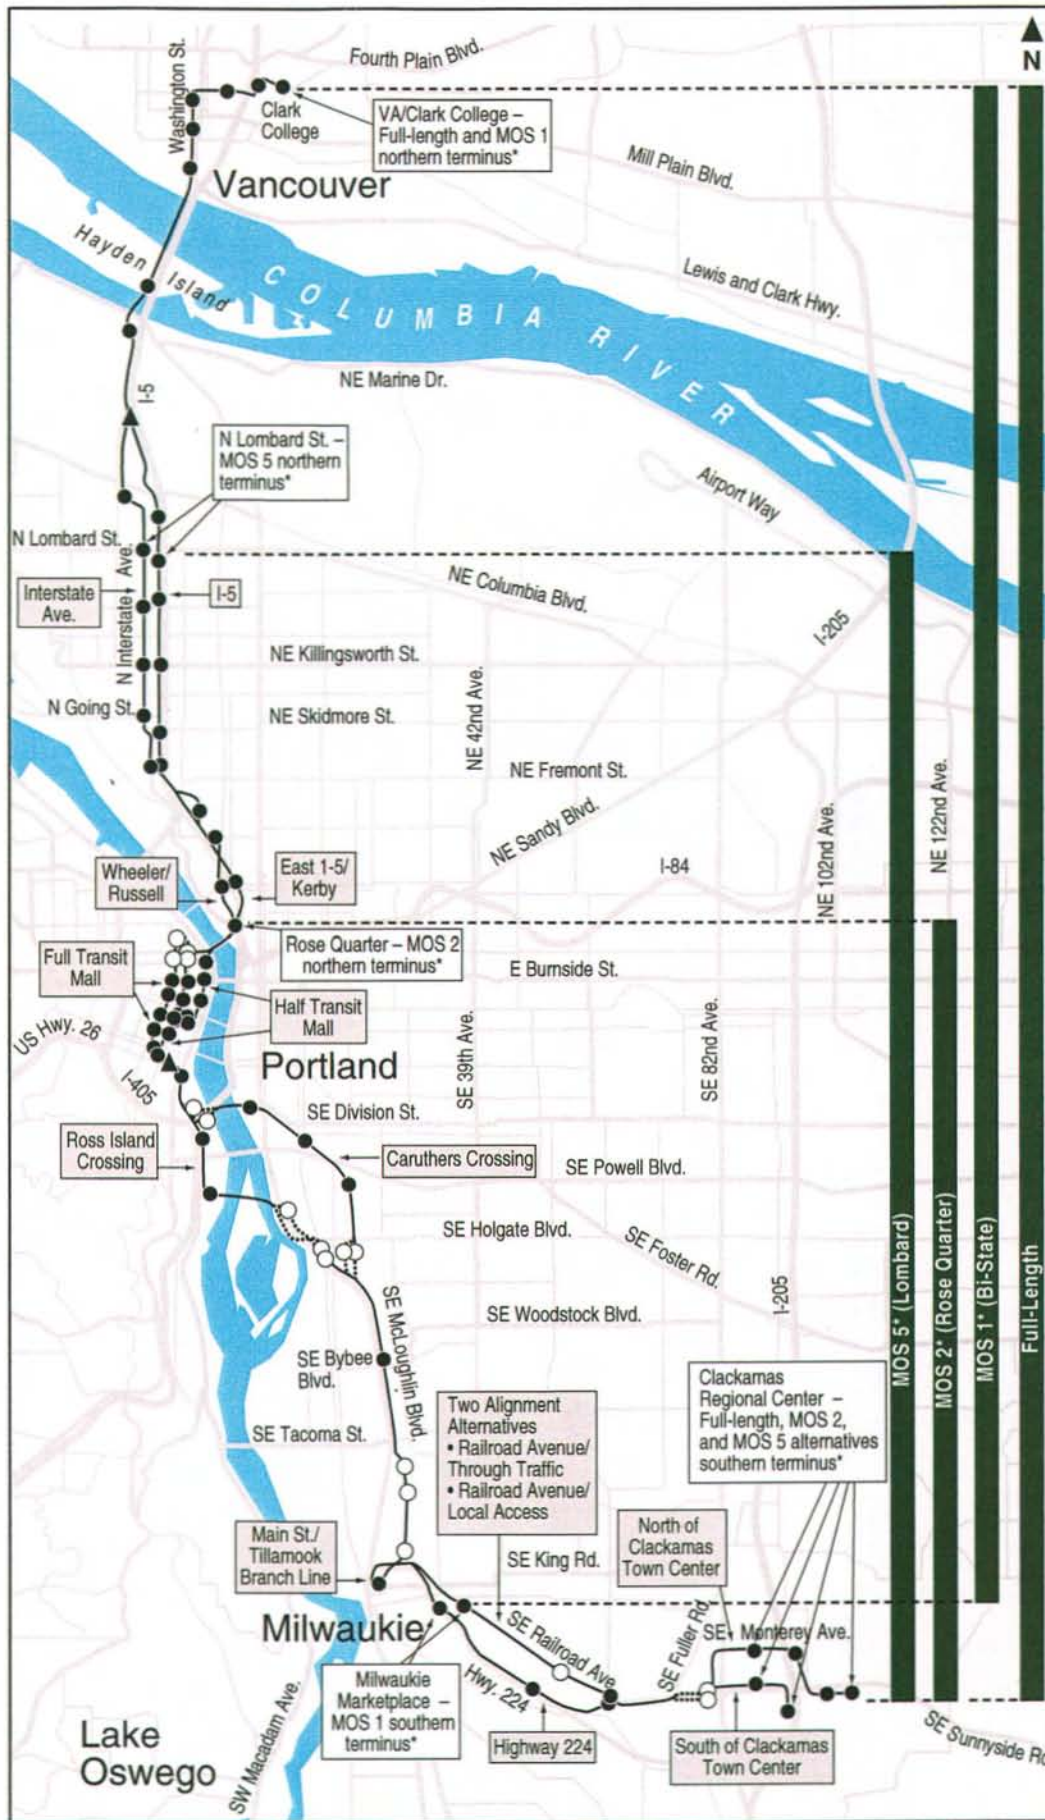 N
Fourth Plain Blvd.
Washington St.
Clark
College
VA/Clark College –
Full-length and MOS 1
northern terminus*
Mill Plain Blvd.
Vancouver
Hayden Island
COLUMBIA RIVER
Lewis and Clark Hwy.
NE Marine Dr.
I-5
N Lombard St. –
MOS 5 northern
terminus*
Airport Way
N Lombard St.
NE Columbia Blvd.
Interstate
Ave.
N Interstate Ave.
I-5
I-205
NE Killingsworth St.
N Going St.
NE Skidmore St.
NE 42nd Ave.
NE Fremont St.
NE Sandy Blvd.
NE 102nd Ave.
NE 122nd Ave.
I-84
Wheeler/
Russell
East 1-5/
Kerby
Rose Quarter – MOS 2
northern terminus*
E Burnside St.
Full Transit
Mall
Half Transit
Mall
US Hwy. 26
Portland
SE 39th Ave.
SE 82nd Ave.
I-405
SE Division St.
Ross Island
Crossing
Caruthers Crossing
SE Powell Blvd.
SE Holgate Blvd.
SE Foster Rd.
I-205
SE Woodstock Blvd.
SE McLoughlin Blvd.
SE Bybee
Blvd.
SE Tacoma St.
Two Alignment
Alternatives
• Railroad Avenue/
Through Traffic
• Railroad Avenue/
Local Access
Clackamas
Regional Center –
Full-length, MOS 2,
and MOS 5 alternatives
southern terminus*
MOS 5* (Lombard)
MOS 2* (Rose Quarter)
MOS 1* (Bi-State)
Full-Length
Main St./
Tillamook
Branch Line
SE King Rd.
North of
Clackamas
Town Center
Milwaukie
SE Railroad Ave.
SE Fuller Rd.
SE Monterey Ave.
Milwaukie
Marketplace –
MOS 1 southern
terminus*
Hwy. 224
Highway 224
South of Clackamas
Town Center
SE Sunnyside Rd
Lake
Oswego
SW Macadam Ave.